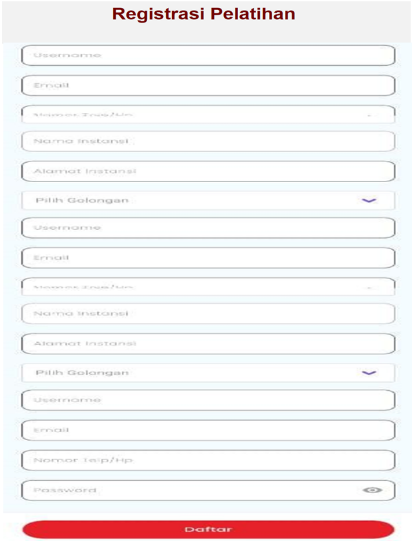 Registrasi Pelatihan
Username
Email
Nama Instansi
Alamat Instansi
Pilih Golongan
Username
Email
Nama Instansi
Alamat Instansi
Pilih Golongan
Username
Email
Nomor Telp/Hp
Password
Daftar